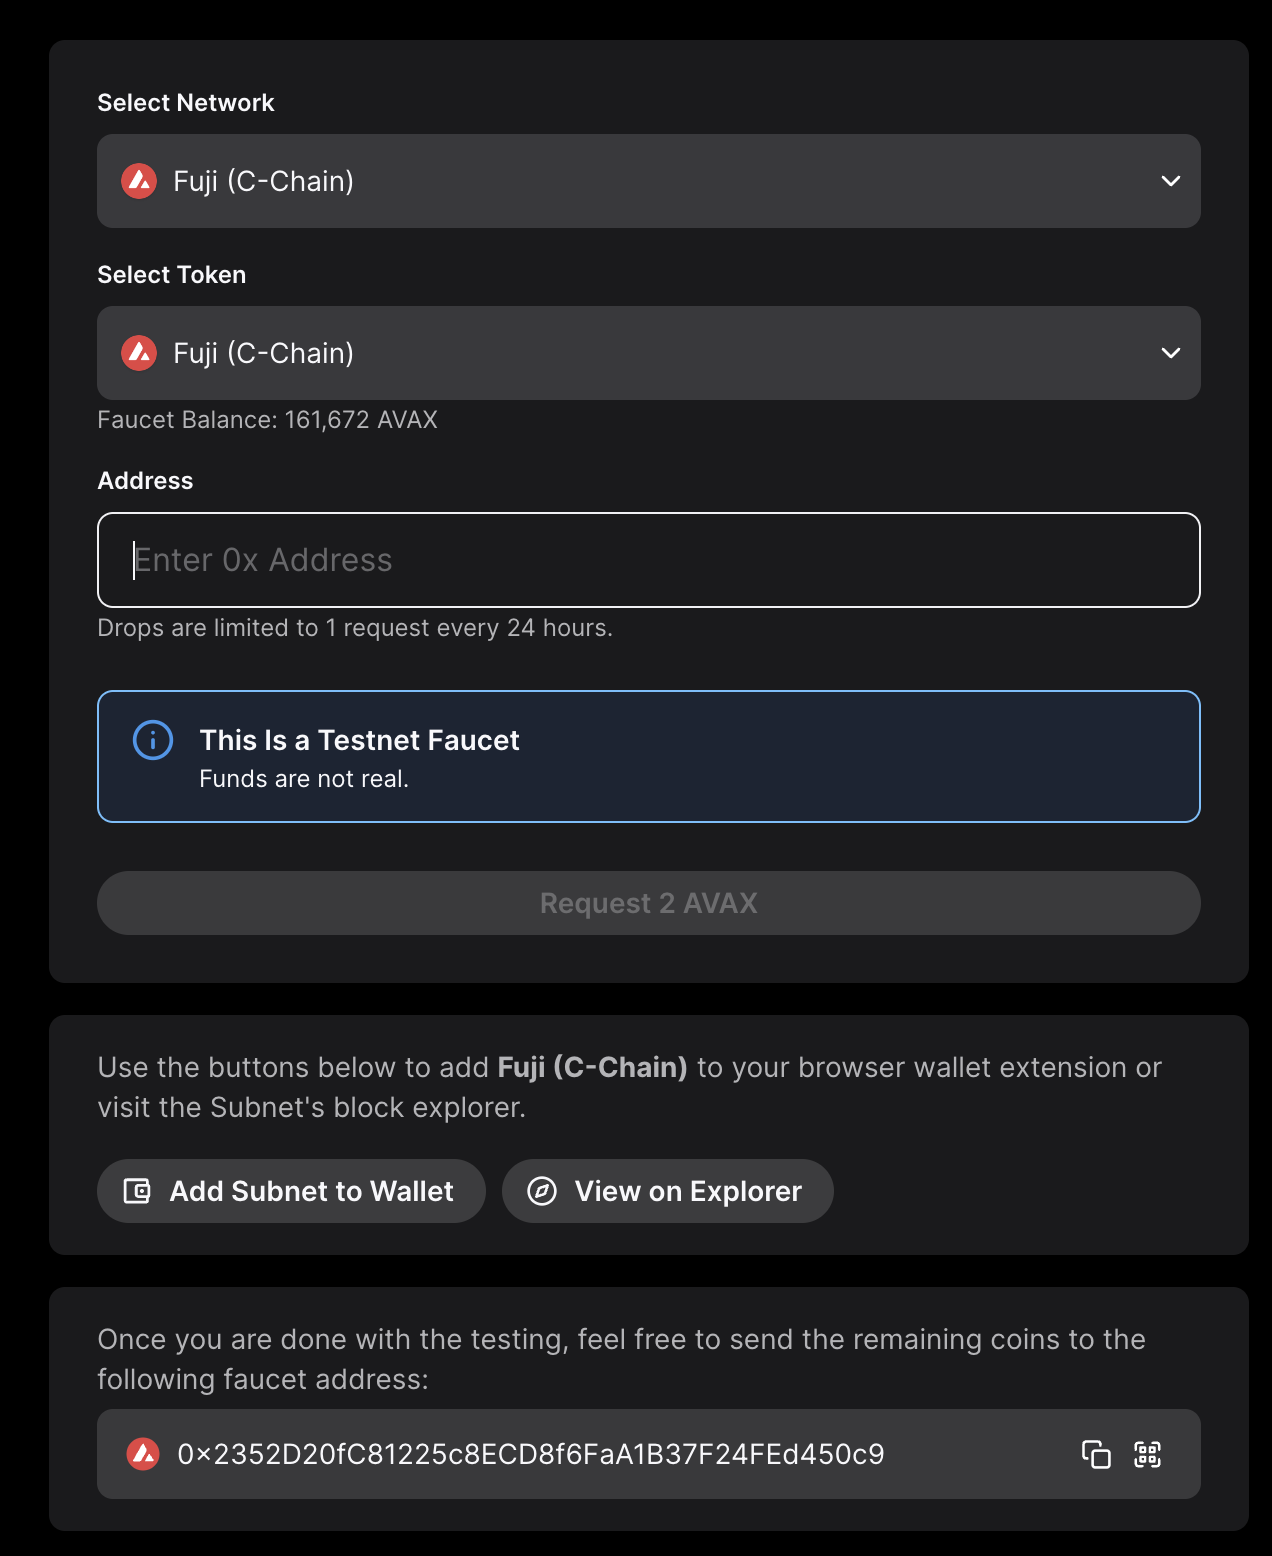 Select Network
Fuji (C-Chain)
Select Token
Fuji (C-Chain)
Faucet Balance: 161,672 AVAX
Address
Enter 0x Address
Drops are limited to 1 request every 24 hours.
This Is a Testnet Faucet
Funds are not real.
Request 2 AVAX
Use the buttons below to add Fuji (C-Chain) to your browser wallet extension or
visit the Subnet's block explorer.
Add Subnet to Wallet
View on Explorer
Once you are done with the testing, feel free to send the remaining coins to the
following faucet address:
0×2352D20fC81225c8ECD8f6FaA1B37F24FEd450c9